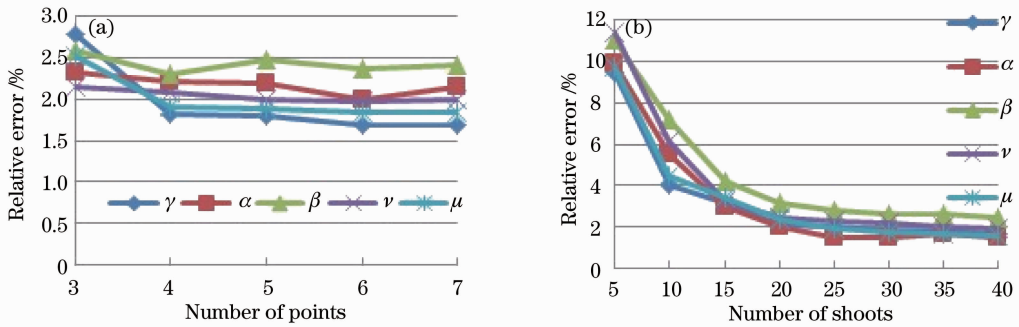 (a)
Relative error /%
3.0
2.5
2.0
1.5
1.0
0.5
0
γ α β ν μ
3 4 5 6 7
Number of points
(b)
Relative error /%
12
10
8
6
4
2
0
γ
α
β
ν
μ
5 10 15 20 25 30 35 40
Number of shoots